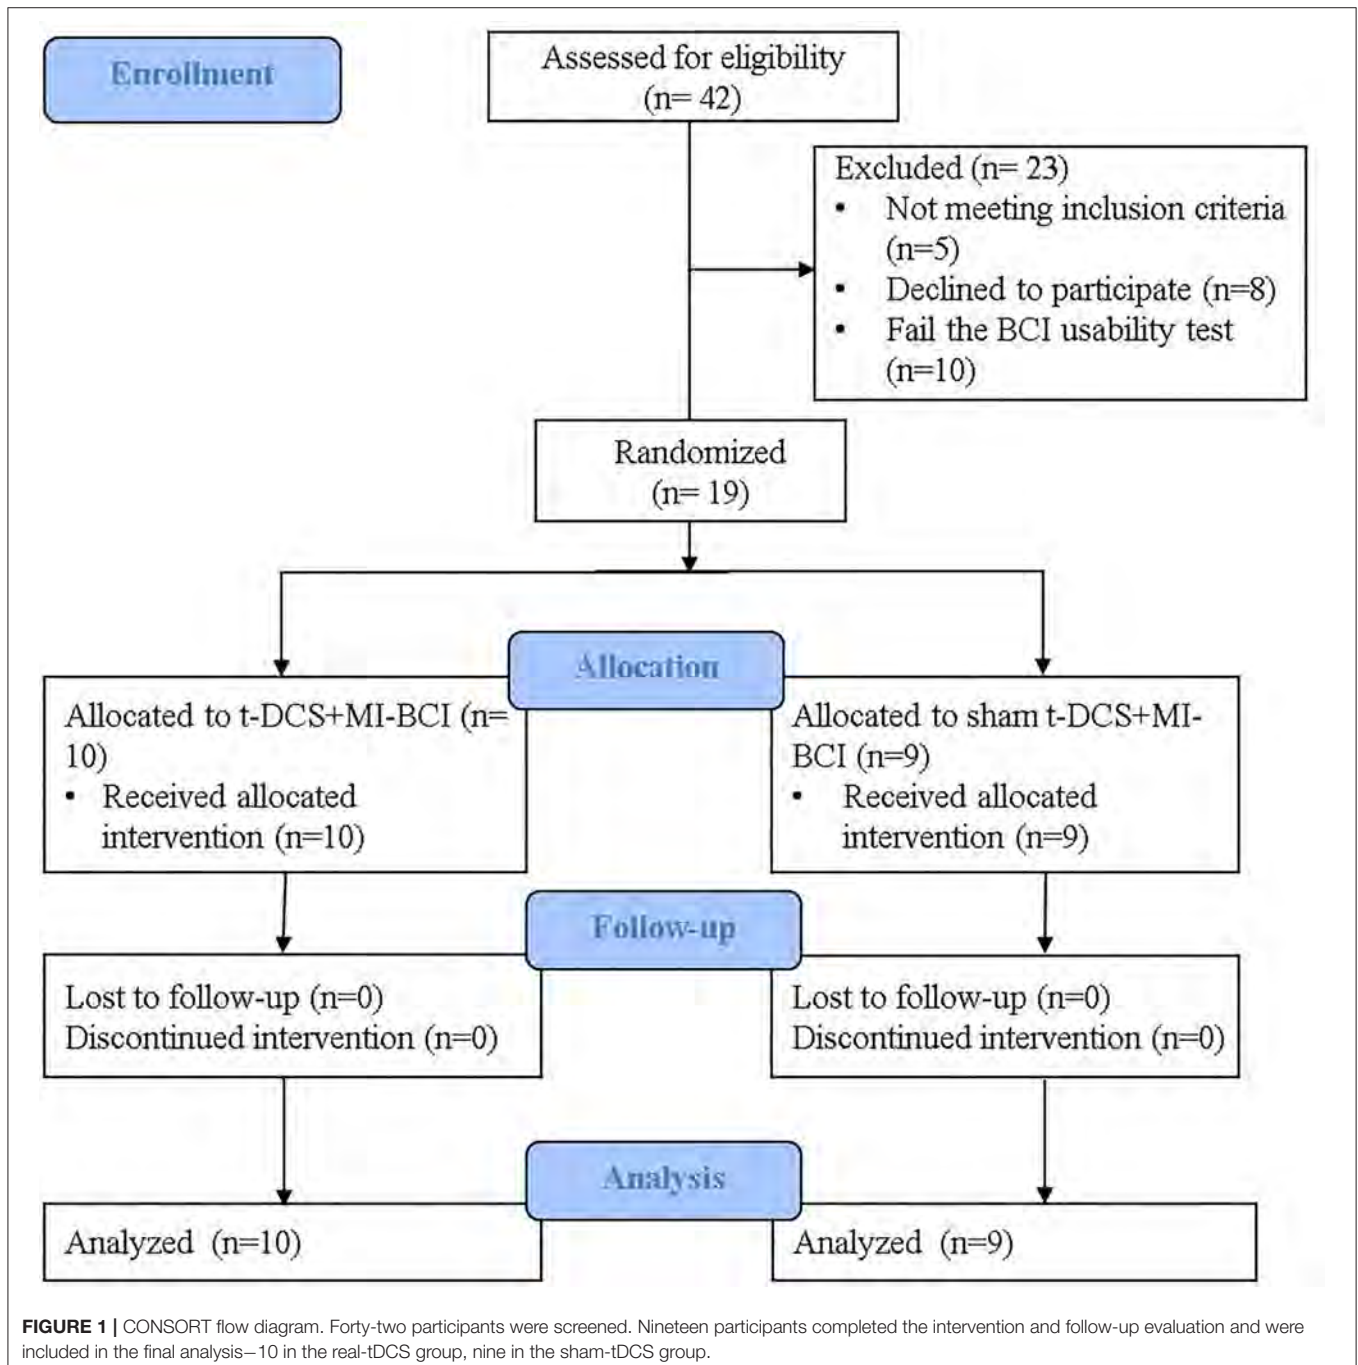 Enrollment
Assessed for eligibility
(n= 42)
Excluded (n= 23)
• Not meeting inclusion criteria
(n=5)
• Declined to participate (n=8)
• Fail the BCI usability test
(n=10)
Randomized
(n= 19)
Allocation
Allocated to t-DCS+MI-BCI (n=
10)
• Received allocated
intervention (n=10)
Allocated to sham t-DCS+MI-
BCI (n=9)
• Received allocated
intervention (n=9)
Follow-up
Lost to follow-up (n=0)
Discontinued intervention (n=0)
Lost to follow-up (n=0)
Discontinued intervention (n=0)
Analysis
Analyzed (n=10)
Analyzed (n=9)
FIGURE 1 | CONSORT flow diagram. Forty-two participants were screened. Nineteen participants completed the intervention and follow-up evaluation and were
included in the final analysis—10 in the real-tDCS group, nine in the sham-tDCS group.